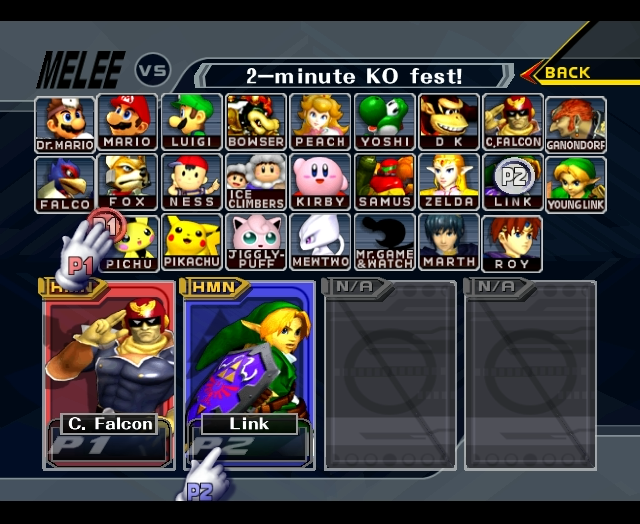 MELEE VS 2-minute KO fest! BACK
Dr.MARIO MARIO LUIGI BOWSER PEACH YOSHI D K C.FALCON GANONDORF
FALCO FOX NESS ICE CLIMBERS KIRBY SAMUS ZELDA LINK YOUNG LINK
P2
P1
PICHU PIKACHU JIGGLY-PUFF MEWTWO Mr.GAME &WATCH MARTH ROY
P1
HMN HMN N/A N/A
C. Falcon Link
P1 P2
P2